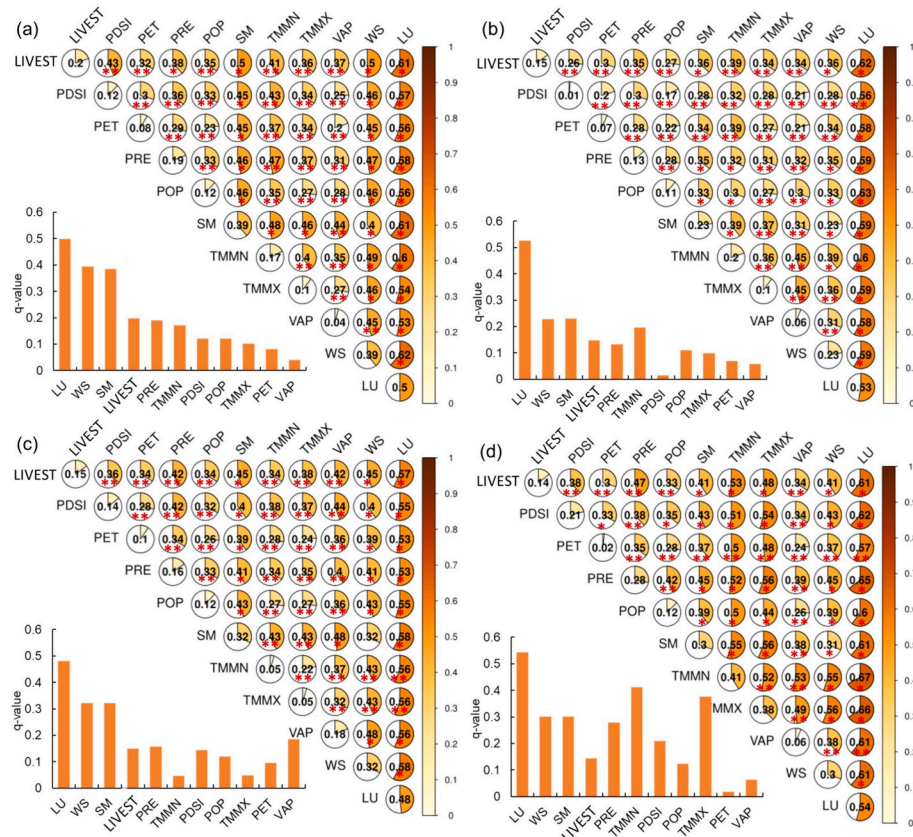 (a)
LIVEST PDSI PET PRE POP SM TMMN TMMX VAP WS LU
LIVEST 0.2 0.43 0.32 0.38 0.35 0.5 0.41 0.36 0.37 0.5 0.61
** ** * ** * * ** ** * *
PDSI 0.12 0.3 0.36 0.33 0.45 0.43 0.34 0.25 0.46 0.57
PET 0.08 0.29 0.23 0.45 0.37 0.34 0.2 0.45 0.56
PRE 0.19 0.33 0.46 0.47 0.37 0.31 0.47 0.58
POP 0.12 0.46 0.35 0.27 0.28 0.46 0.56
SM 0.39 0.48 0.46 0.44 0.4 0.61
TMMN 0.17 0.4 0.35 0.49 0.6
TMMX 0.1 0.27 0.46 0.54
VAP 0.04 0.45 0.53
WS 0.39 0.62
LU 0.5
1
0.9
0.8
0.7
0.6
0.5
0.4
0.3
0.2
0.1
0
q-value
0.6
0.5
0.4
0.3
0.2
0.1
0
LU WS SM LIVEST PRE TMMN PDSI POP TMMX PET VAP
(b)
LIVEST PDSI PET PRE POP SM TMMN TMMX VAP WS LU
LIVEST 0.15 0.26 0.3 0.35 0.27 0.36 0.39 0.34 0.34 0.36 0.62
PDSI 0.01 0.2 0.3 0.17 0.28 0.32 0.28 0.21 0.28 0.56
PET 0.07 0.28 0.22 0.34 0.39 0.27 0.21 0.34 0.58
PRE 0.13 0.28 0.35 0.32 0.31 0.32 0.35 0.59
POP 0.11 0.33 0.3 0.27 0.3 0.33 0.63
SM 0.23 0.39 0.37 0.31 0.23 0.59
TMMN 0.2 0.36 0.45 0.39 0.6
TMMX 0.1 0.45 0.36 0.59
VAP 0.06 0.31 0.58
WS 0.23 0.59
LU 0.53
1
0.9
0.8
0.7
0.6
0.5
0.4
0.3
0.2
0.1
0
q-value
0.6
0.5
0.4
0.3
0.2
0.1
0
LU WS SM LIVEST PRE TMMN PDSI POP TMMX PET VAP
(c)
LIVEST PDSI PET PRE POP SM TMMN TMMX VAP WS LU
LIVEST 0.15 0.36 0.34 0.42 0.34 0.45 0.34 0.38 0.42 0.45 0.57
PDSI 0.14 0.28 0.42 0.32 0.4 0.38 0.37 0.44 0.4 0.55
PET 0.1 0.34 0.26 0.39 0.28 0.24 0.36 0.39 0.53
PRE 0.16 0.33 0.41 0.34 0.35 0.4 0.41 0.53
POP 0.12 0.43 0.27 0.27 0.36 0.43 0.55
SM 0.32 0.43 0.43 0.48 0.32 0.58
TMMN 0.05 0.22 0.37 0.43 0.56
TMMX 0.05 0.32 0.43 0.56
VAP 0.18 0.48 0.56
WS 0.32 0.58
LU 0.48
1
0.9
0.8
0.7
0.6
0.5
0.4
0.3
0.2
0.1
0
q-value
0.6
0.5
0.4
0.3
0.2
0.1
0
LU WS SM LIVEST PRE TMMN PDSI POP TMMX PET VAP
(d)
LIVEST PDSI PET PRE POP SM TMMN TMMX VAP WS LU
LIVEST 0.14 0.38 0.3 0.47 0.33 0.41 0.53 0.48 0.34 0.41 0.61
PDSI 0.21 0.33 0.38 0.35 0.43 0.51 0.54 0.34 0.43 0.62
PET 0.02 0.35 0.28 0.37 0.5 0.48 0.24 0.37 0.57
PRE 0.28 0.42 0.45 0.52 0.56 0.39 0.45 0.65
POP 0.12 0.39 0.5 0.44 0.26 0.39 0.6
SM 0.3 0.55 0.56 0.38 0.31 0.61
TMMN 0.41 0.52 0.53 0.55 0.67
MMX 0.38 0.49 0.56 0.66
VAP 0.06 0.38 0.61
WS 0.3 0.61
LU 0.54
1
0.9
0.8
0.7
0.6
0.5
0.4
0.3
0.2
0.1
0
q-value
0.6
0.5
0.4
0.3
0.2
0.1
0
LU WS SM LIVEST PRE TMMN PDSI POP TMMX PET VAP